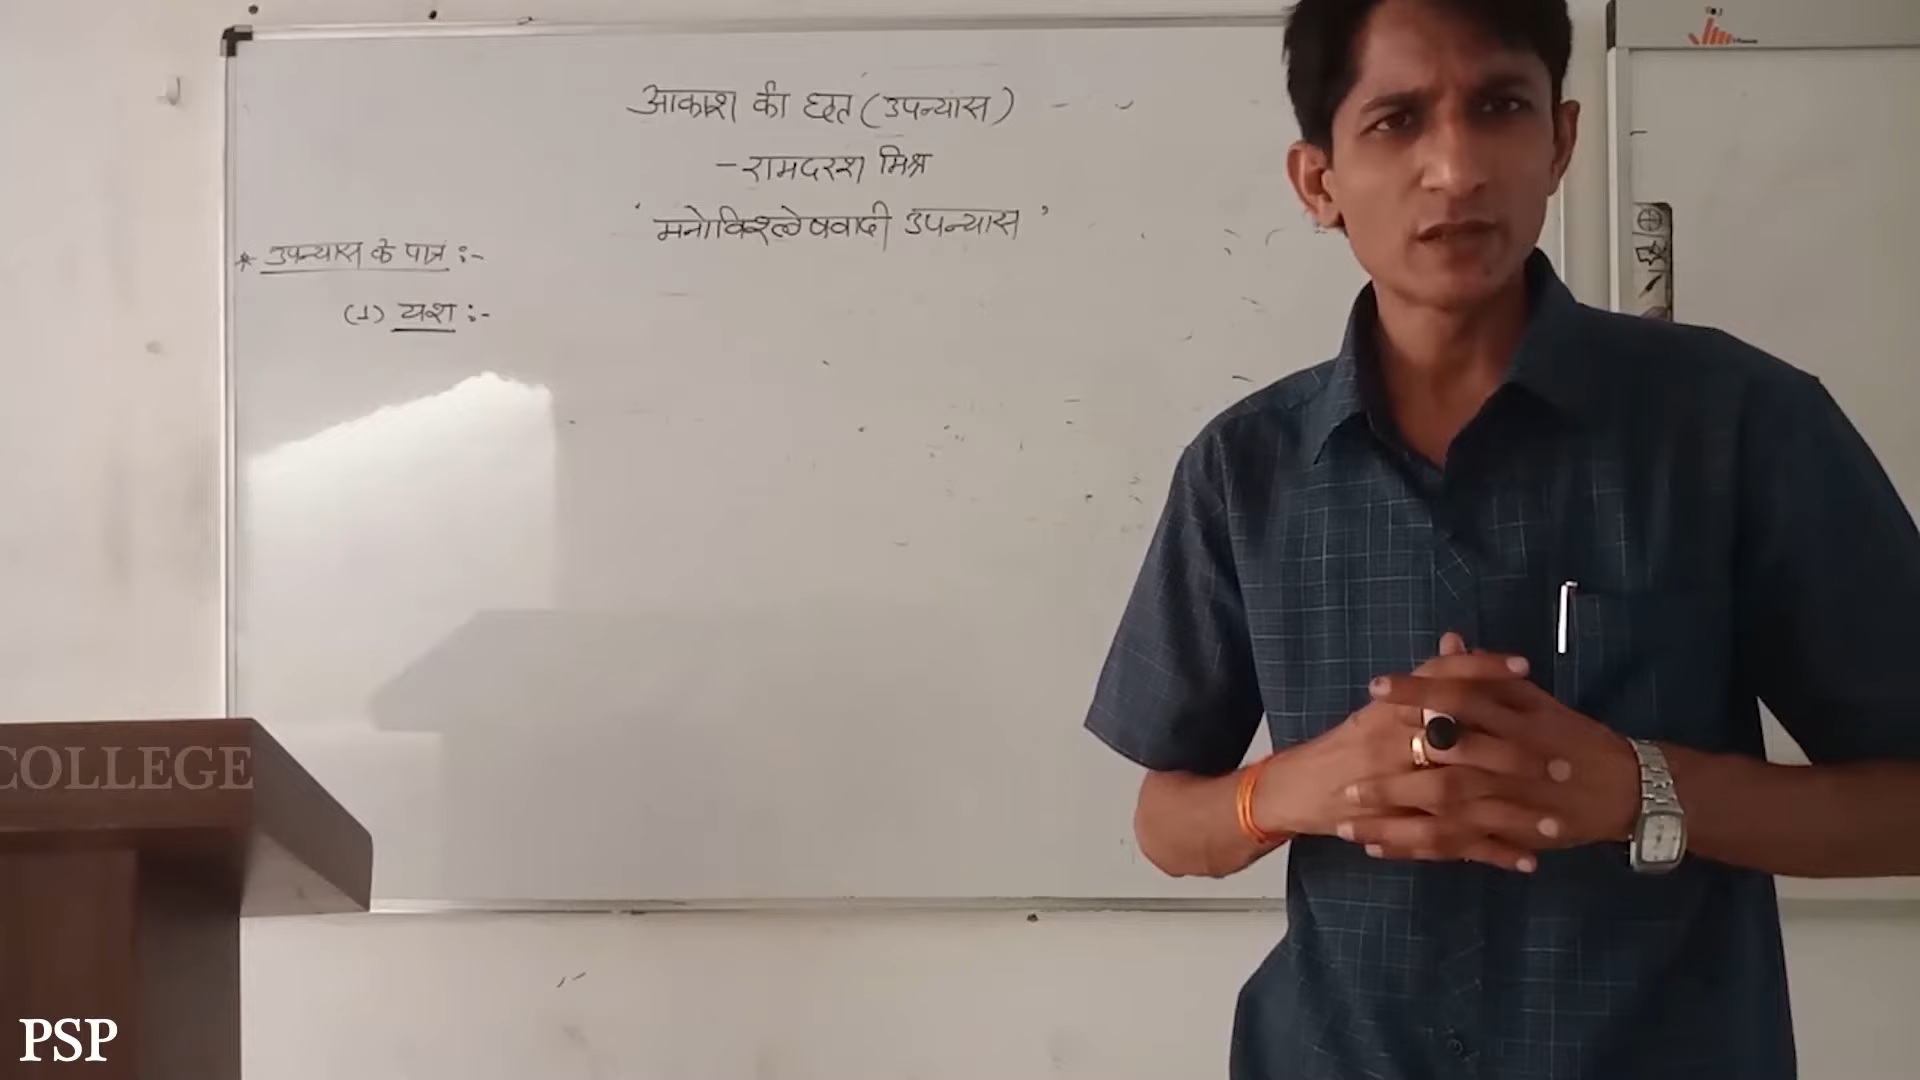 आकाश की छत (उपन्यास)
- रामदरश मिश्र
' मनोविश्लेषवादी उपन्यास '
* उपन्यास के पात्र :-
(1) यश :-
COLLEGE
PSP